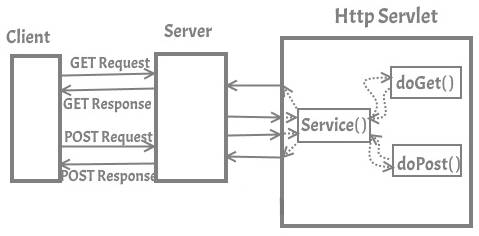 Http Servlet
Client
Server
GET Request
GET Response
POST Request
POST Response
Service()
doGet()
doPost()